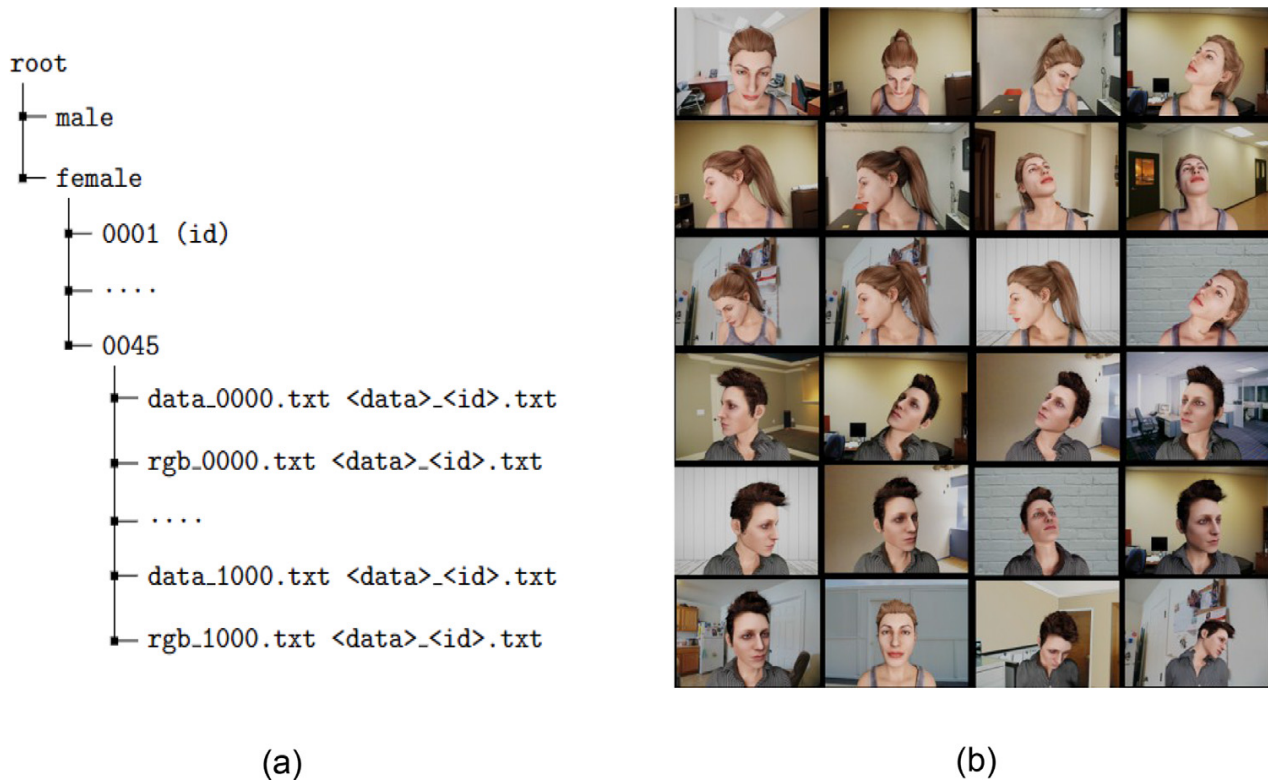 root
male
female
0001 (id)
....
0045
data_0000.txt <data>_<id>.txt
rgb_0000.txt <data>_<id>.txt
....
data_1000.txt <data>_<id>.txt
rgb_1000.txt <data>_<id>.txt
(a)
(b)